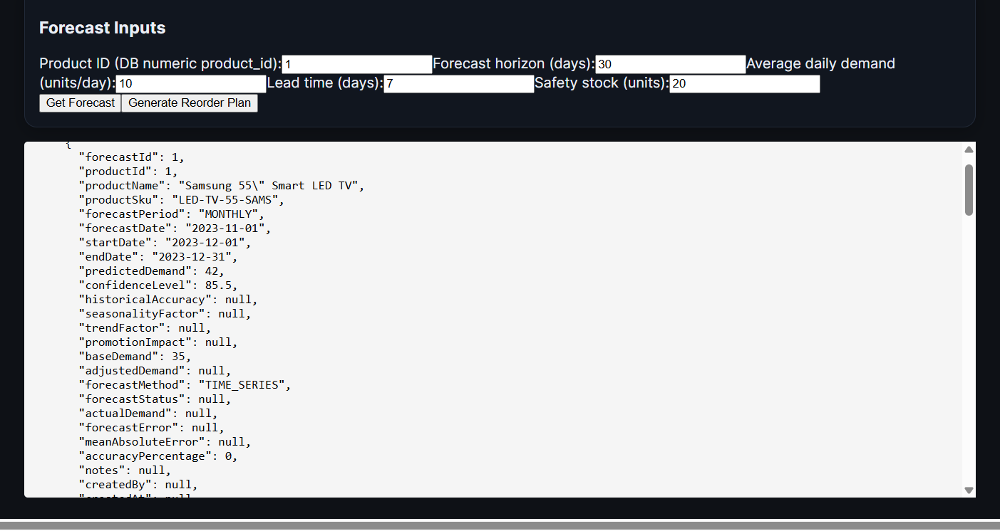 Forecast Inputs
Product ID (DB numeric product_id): 1 Forecast horizon (days): 30 Average daily demand
(units/day): 10 Lead time (days): 7 Safety stock (units): 20
Get Forecast Generate Reorder Plan
{
"forecastId": 1,
"productId": 1,
"productName": "Samsung 55\" Smart LED TV",
"productSku": "LED-TV-55-SAMS",
"forecastPeriod": "MONTHLY",
"forecastDate": "2023-11-01",
"startDate": "2023-12-01",
"endDate": "2023-12-31",
"predictedDemand": 42,
"confidenceLevel": 85.5,
"historicalAccuracy": null,
"seasonalityFactor": null,
"trendFactor": null,
"promotionImpact": null,
"baseDemand": 35,
"adjustedDemand": null,
"forecastMethod": "TIME_SERIES",
"forecastStatus": null,
"actualDemand": null,
"forecastError": null,
"meanAbsoluteError": null,
"accuracyPercentage": 0,
"notes": null,
"createdBy": null,